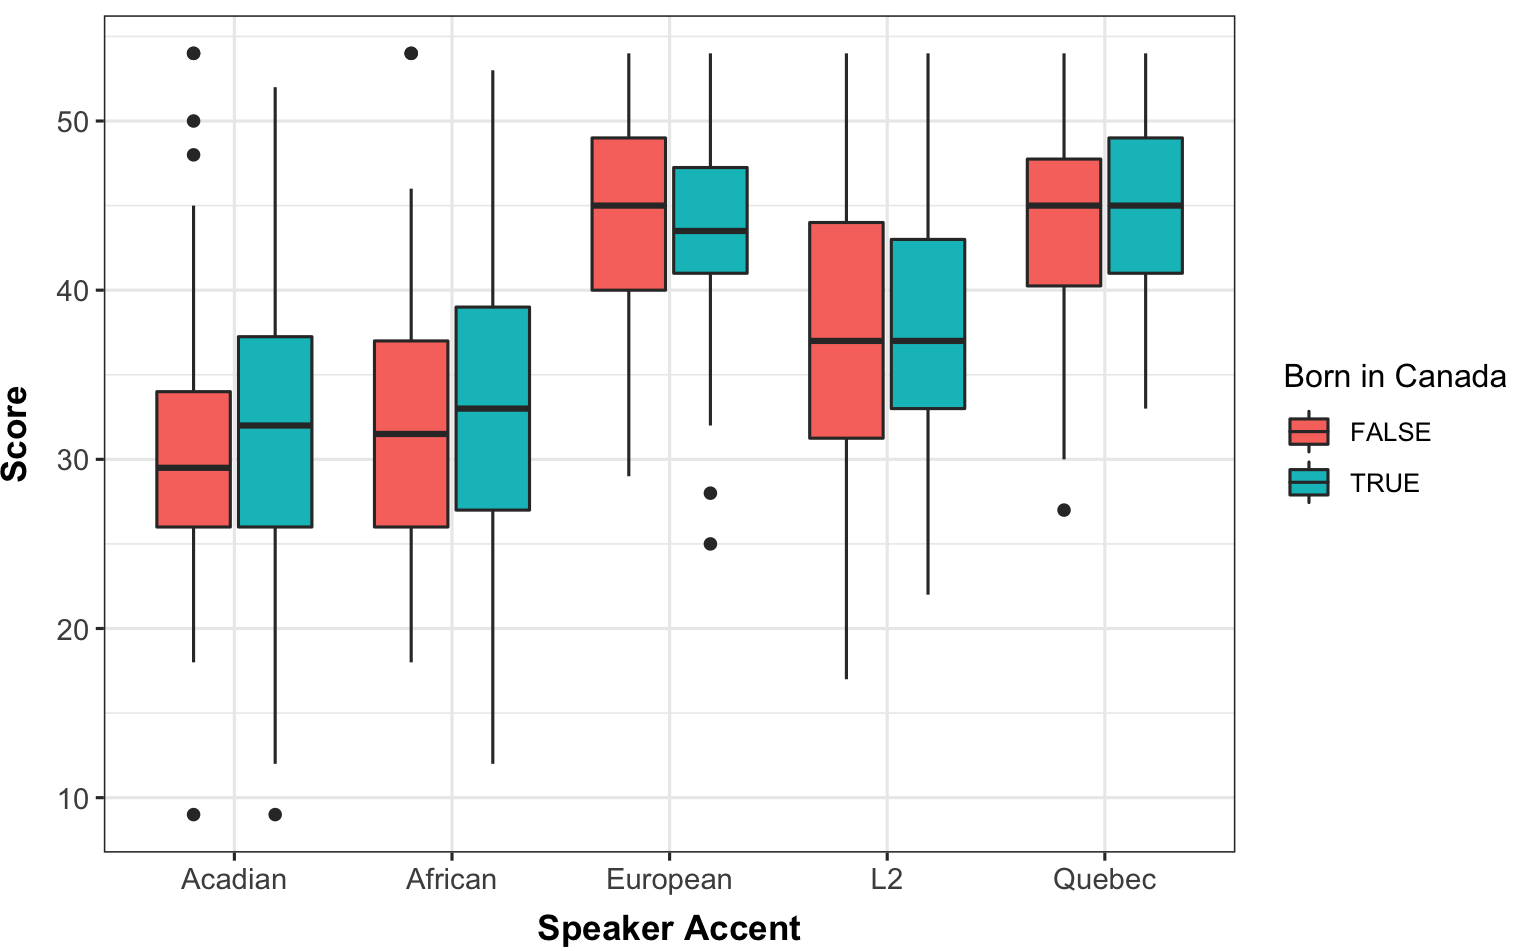 50
40
30
20
10
Score
Acadian
African
European
L2
Quebec
Speaker Accent
Born in Canada
FALSE
TRUE